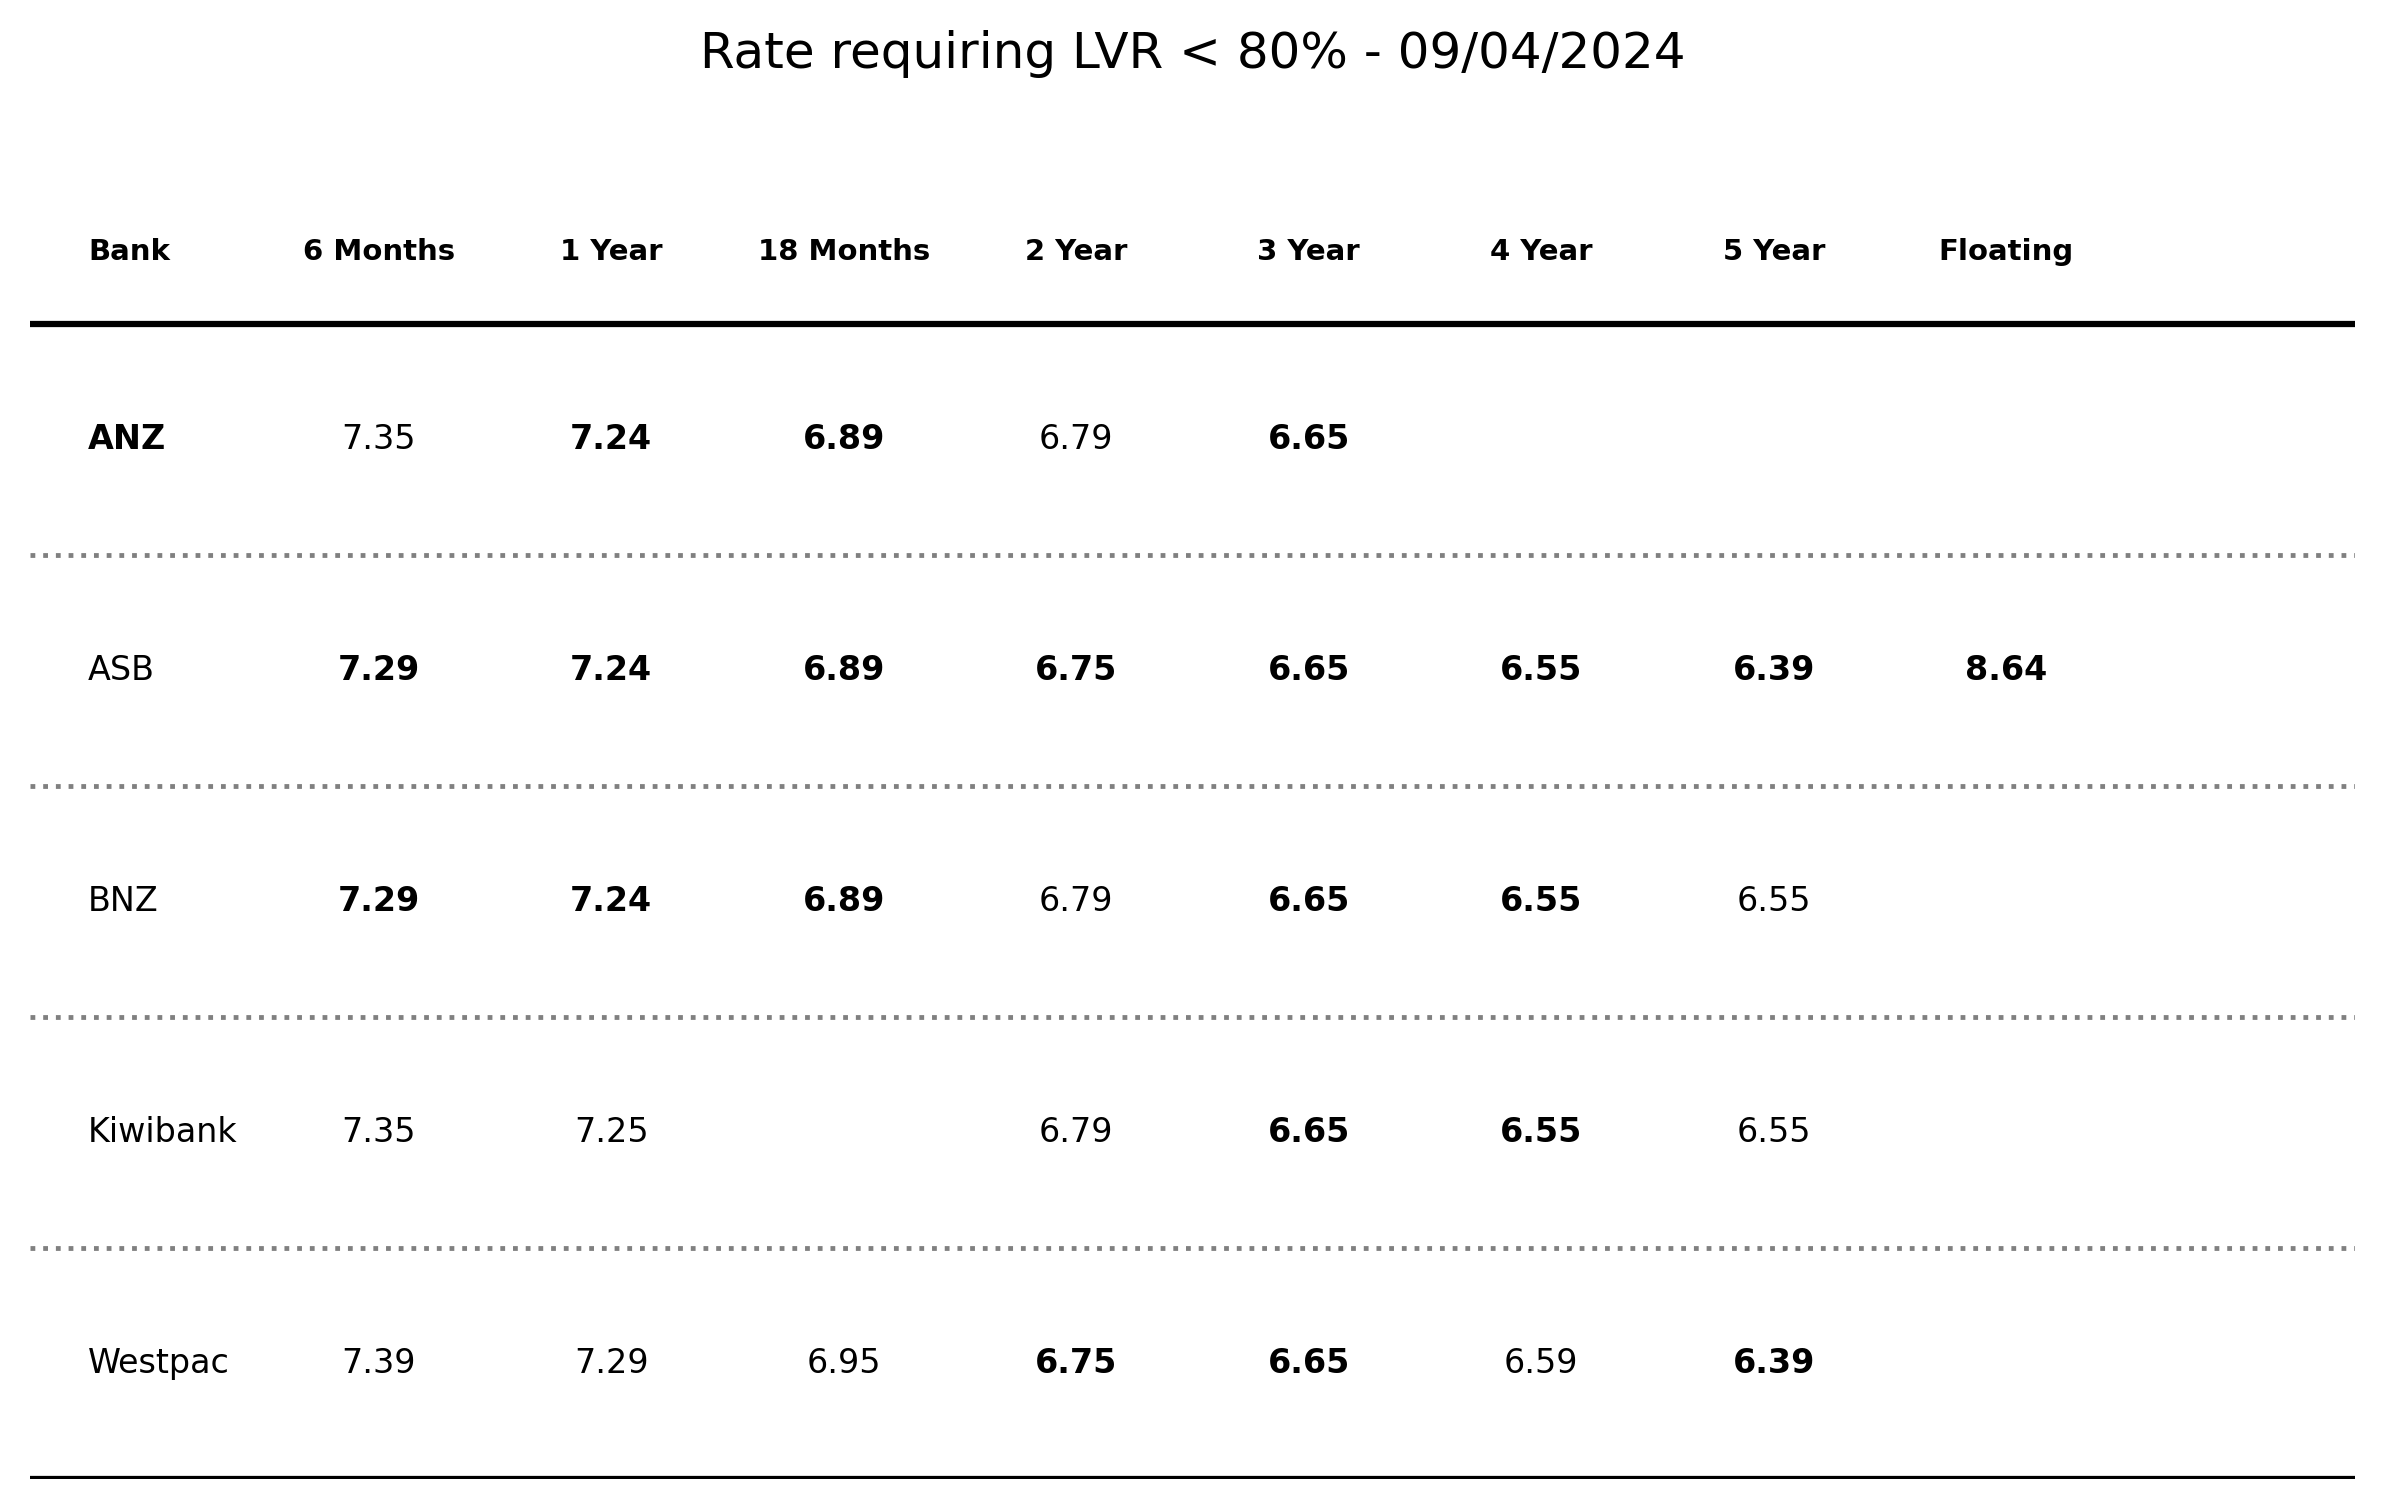 Rate requiring LVR < 80% - 09/04/2024
Bank 6 Months 1 Year 18 Months 2 Year 3 Year 4 Year 5 Year Floating
ANZ 7.35 7.24 6.89 6.79 6.65
ASB 7.29 7.24 6.89 6.75 6.65 6.55 6.39 8.64
BNZ 7.29 7.24 6.89 6.79 6.65 6.55 6.55
Kiwibank 7.35 7.25 6.79 6.65 6.55 6.55
Westpac 7.39 7.29 6.95 6.75 6.65 6.59 6.39